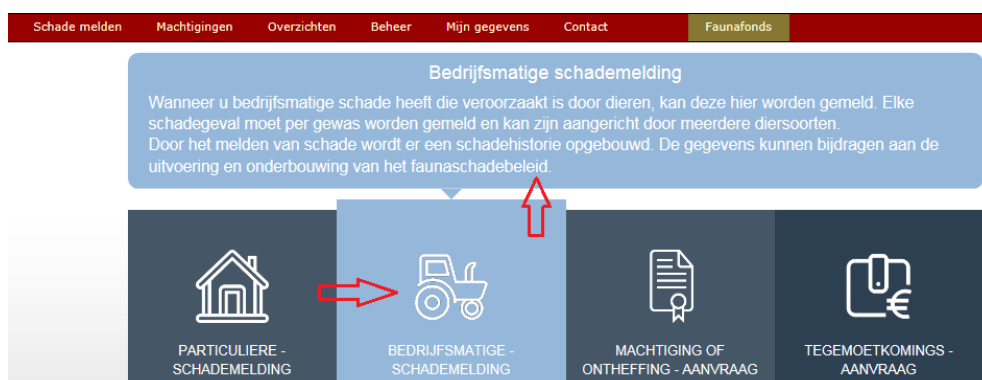 Schade melden Machtigingen Overzichten Beheer Mijn gegevens Contact Faunafonds
Bedrijfsmatige schademelding
Wanneer u bedrijfsmatige schade heeft die veroorzaakt is door dieren, kan deze hier worden gemeld. Elke
schadegeval moet per gewas worden gemeld en kan zijn aangericht door meerdere diersoorten.
Door het melden van schade wordt er een schadehistorie opgebouwd. De gegevens kunnen bijdragen aan de
uitvoering en onderbouwing van het faunaschadebeleid.
PARTICULIERE -
SCHADEMELDING
BEDRIJFSMATIGE -
SCHADEMELDING
MACHTIGING OF
ONTHEFFING - AANVRAAG
TEGEMOETKOMINGS -
AANVRAAG